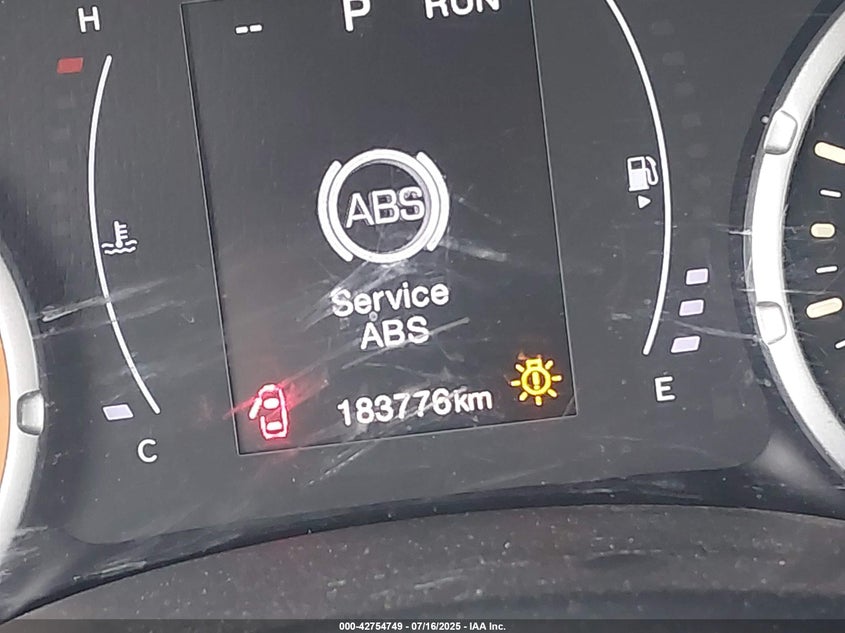 H
-- P RUN
ABS
Service
ABS
183776km
E
C
000-42754749 - 07/16/2025 - IAA Inc.